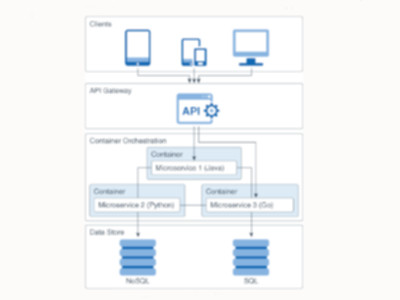 Clients
API Gateway
API
Container Orchestration
Container
Microservice 1 (Java)
Container
Container
Microservice 2 (Python)
Microservice 3 (Go)
Data Store
NoSQL
SQL